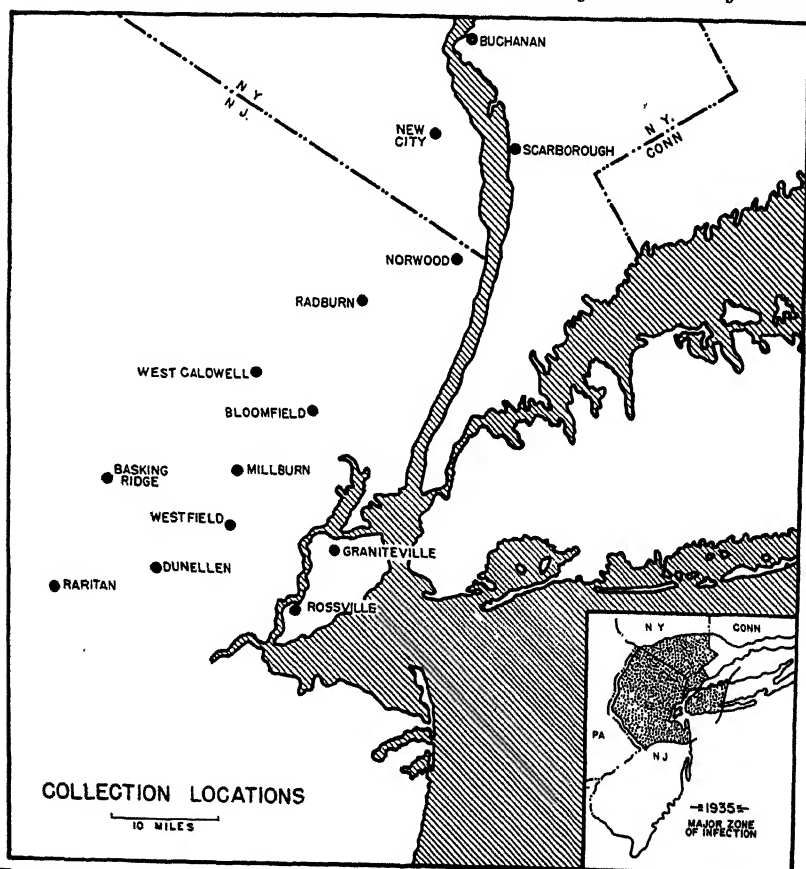 BUCHANAN
N Y
N J.
NEW
CITY
N Y.
CONN
SCARBOROUGH
NORWOOD
RADBURN
WEST CALDWELL
BLOOMFIELD
BASKING
RIDGE
MILLBURN
WESTFIELD
GRANITEVILLE
DUNELLEN
RARITAN
ROSSVILLE
N Y
CONN
PA
NJ
COLLECTION LOCATIONS
10 MILES
1935
MAJOR ZONE
OF INFECTION